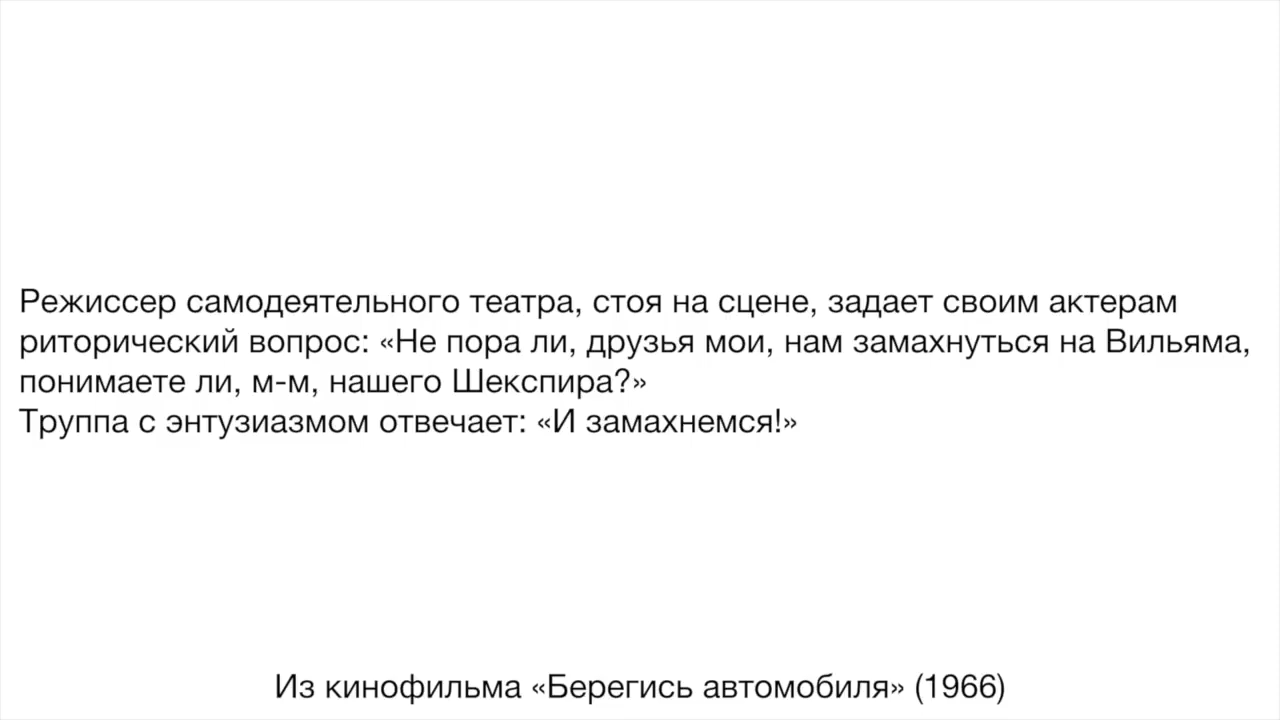 Режиссер самодеятельного театра, стоя на сцене, задает своим актерам
риторический вопрос: «Не пора ли, друзья мои, нам замахнуться на Вильяма,
понимаете ли, м-м, нашего Шекспира?»
Труппа с энтузиазмом отвечает: «И замахнемся!»
Из кинофильма «Берегись автомобиля» (1966)